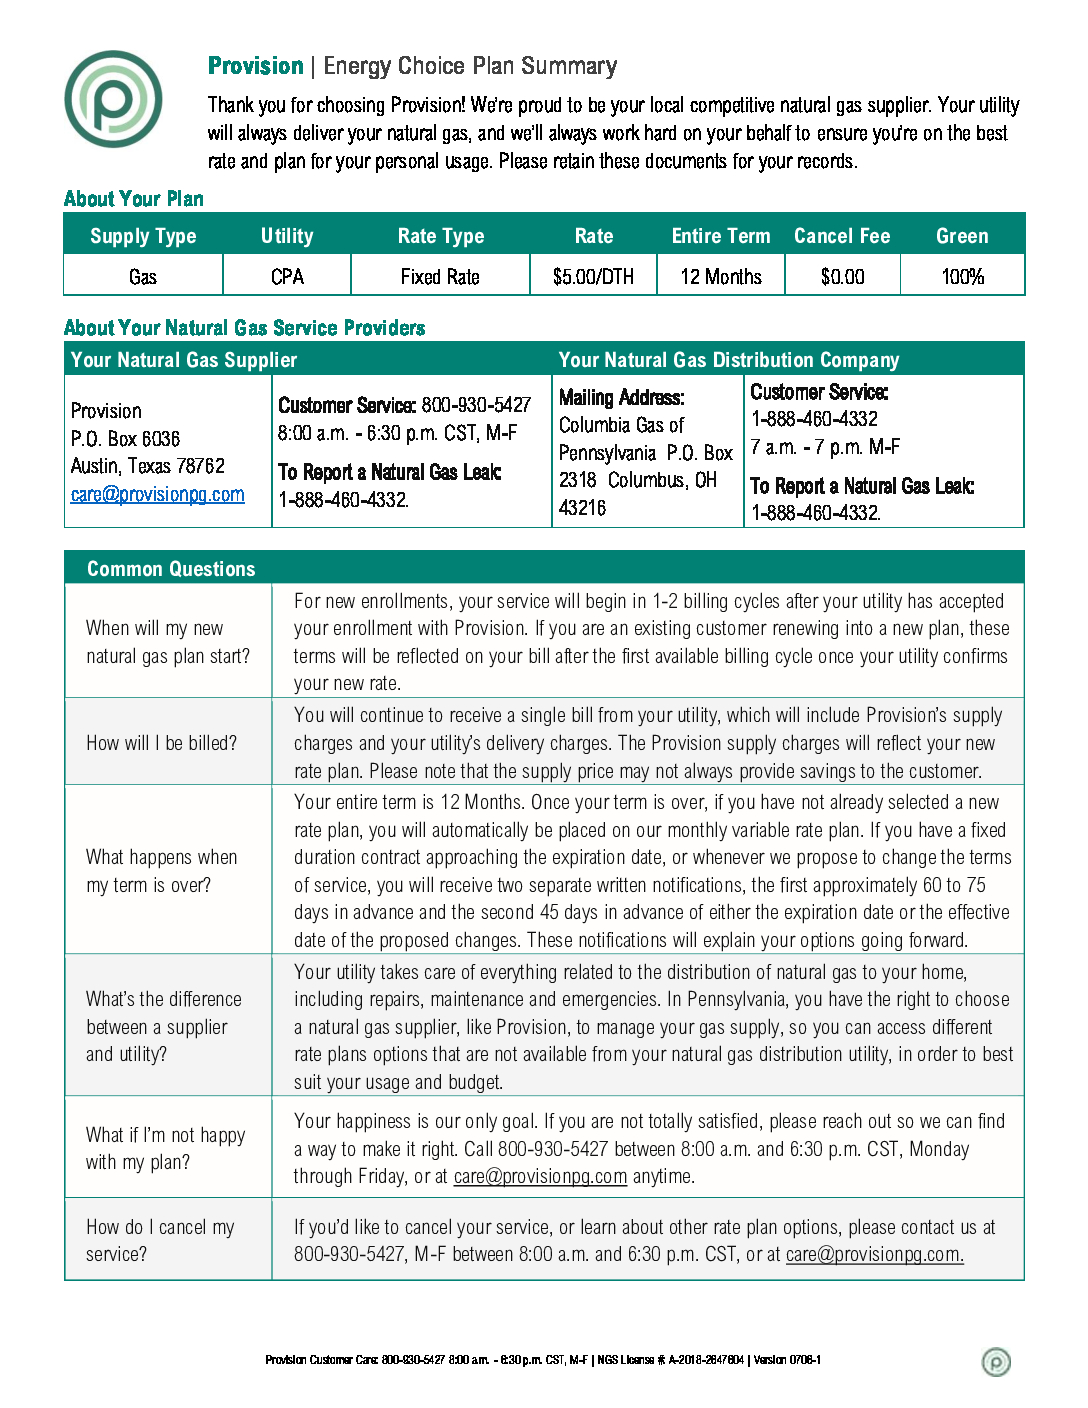 Provision | Energy Choice Plan Summary
Thank you for choosing Provision! We're proud to be your local competitive natural gas supplier. Your utility
will always deliver your natural gas, and we'll always work hard on your behalf to ensure you're on the best
rate and plan for your personal usage. Please retain these documents for your records.
About Your Plan
Supply Type Utility Rate Type Rate Entire Term Cancel Fee Green
Gas CPA Fixed Rate $5.00/DTH 12 Months $0.00 100%
About Your Natural Gas Service Providers
Your Natural Gas Supplier
Provision
P.O. Box 6036
Austin, Texas 78762
care@provisionpg.com
Customer Service: 800-930-5427
8:00 a.m. - 6:30 p.m. CST, M-F
To Report a Natural Gas Leak:
1-888-460-4332.
Your Natural Gas Distribution Company
Mailing Address:
Columbia Gas of
Pennsylvania P.O. Box
2318 Columbus, OH
43216
Customer Service:
1-888-460-4332
7 a.m. - 7 p.m. M-F
To Report a Natural Gas Leak:
1-888-460-4332.
Common Questions
When will my new
natural gas plan start?
For new enrollments, your service will begin in 1-2 billing cycles after your utility has accepted
your enrollment with Provision. If you are an existing customer renewing into a new plan, these
terms will be reflected on your bill after the first available billing cycle once your utility confirms
your new rate.
How will I be billed?
You will continue to receive a single bill from your utility, which will include Provision's supply
charges and your utility's delivery charges. The Provision supply charges will reflect your new
rate plan. Please note that the supply price may not always provide savings to the customer.
What happens when
my term is over?
Your entire term is 12 Months. Once your term is over, if you have not already selected a new
rate plan, you will automatically be placed on our monthly variable rate plan. If you have a fixed
duration contract approaching the expiration date, or whenever we propose to change the terms
of service, you will receive two separate written notifications, the first approximately 60 to 75
days in advance and the second 45 days in advance of either the expiration date or the effective
date of the proposed changes. These notifications will explain your options going forward.
What's the difference
between a supplier
and utility?
Your utility takes care of everything related to the distribution of natural gas to your home,
including repairs, maintenance and emergencies. In Pennsylvania, you have the right to choose
a natural gas supplier, like Provision, to manage your gas supply, so you can access different
rate plans options that are not available from your natural gas distribution utility, in order to best
suit your usage and budget.
What if I'm not happy
with my plan?
Your happiness is our only goal. If you are not totally satisfied, please reach out so we can find
a way to make it right. Call 800-930-5427 between 8:00 a.m. and 6:30 p.m. CST, Monday
through Friday, or at care@provisionpg.com anytime.
How do I cancel my
service?
If you'd like to cancel your service, or learn about other rate plan options, please contact us at
800-930-5427, M-F between 8:00 a.m. and 6:30 p.m. CST, or at care@provisionpg.com.
Provision Customer Care: 800-930-5427 8:00 a.m. - 6:30 p.m. CST, M-F | NGS License #: A-2018-2647604 | Version 0706-1